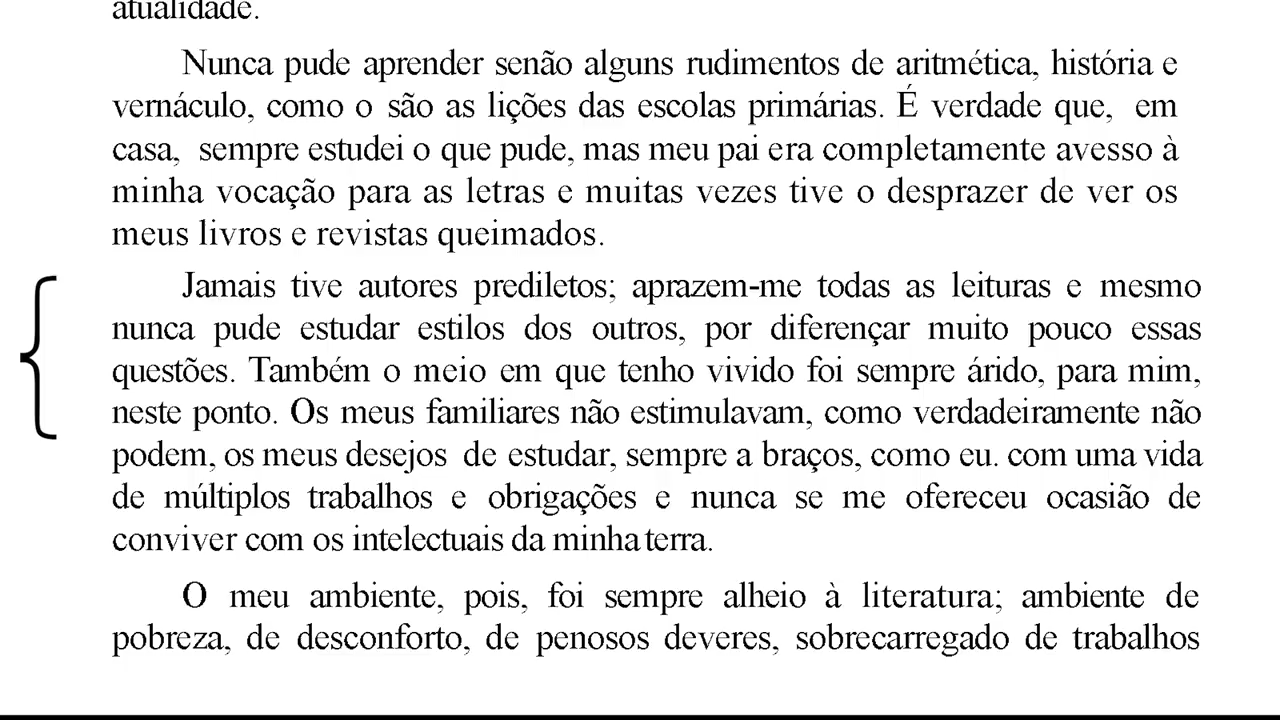 atualidade.
Nunca pude aprender senão alguns rudimentos de aritmética, história e
vernáculo, como o são as lições das escolas primárias. É verdade que, em
casa, sempre estudei o que pude, mas meu pai era completamente avesso à
minha vocação para as letras e muitas vezes tive o desprazer de ver os
meus livros e revistas queimados.
Jamais tive autores prediletos; aprazem-me todas as leituras e mesmo
nunca pude estudar estilos dos outros, por diferençar muito pouco essas
questões. Também o meio em que tenho vivido foi sempre árido, para mim,
neste ponto. Os meus familiares não estimulavam, como verdadeiramente não
podem, os meus desejos de estudar, sempre a braços, como eu. com uma vida
de múltiplos trabalhos e obrigações e nunca se me ofereceu ocasião de
conviver com os intelectuais da minha terra.
O meu ambiente, pois, foi sempre alheio à literatura; ambiente de
pobreza, de desconforto, de penosos deveres, sobrecarregado de trabalhos